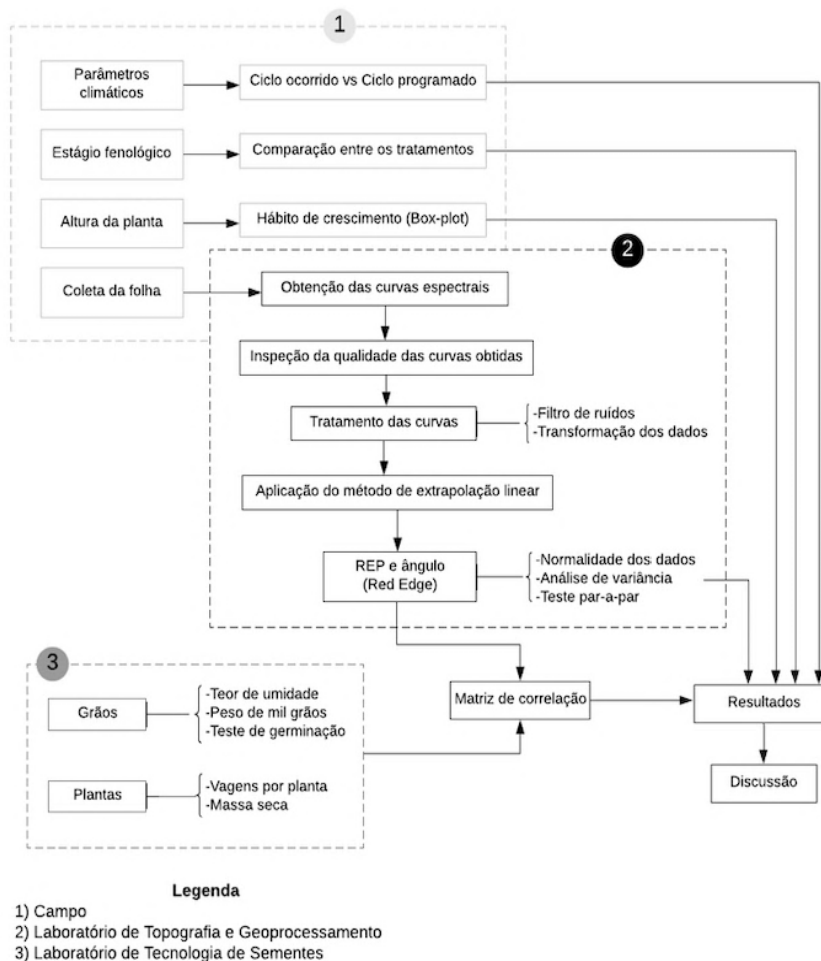 1
Parâmetros
climáticos
Ciclo ocorrido vs Ciclo programado
Estágio fenológico
Comparação entre os tratamentos
Altura da planta
Hábito de crescimento (Box-plot)
2
Coleta da folha
Obtenção das curvas espectrais
Inspeção da qualidade das curvas obtidas
Tratamento das curvas
-Filtro de ruídos
-Transformação dos dados
Aplicação do método de extrapolação linear
REP e ângulo
(Red Edge)
-Normalidade dos dados
-Análise de variância
-Teste par-a-par
3
Grãos
-Teor de umidade
-Peso de mil grãos
-Teste de germinação
Plantas
-Vagens por planta
-Massa seca
Matriz de correlação
Resultados
Discussão
Legenda
1) Campo
2) Laboratório de Topografia e Geoprocessamento
3) Laboratório de Tecnologia de Sementes